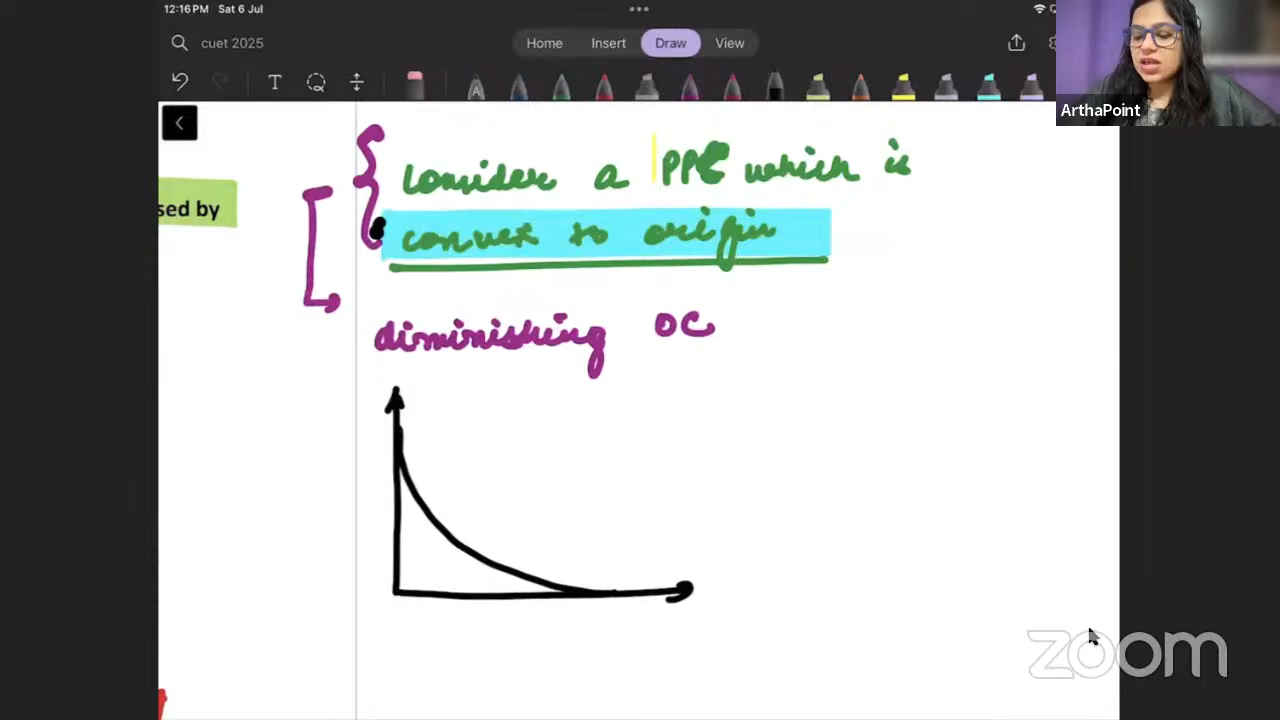 12:16 PM Sat 6 Jul
cuet 2025
Home Insert Draw View
T
A
ArthaPoint
sed by
Consider a PPC which is
convex to origin
diminishing OC
zoom